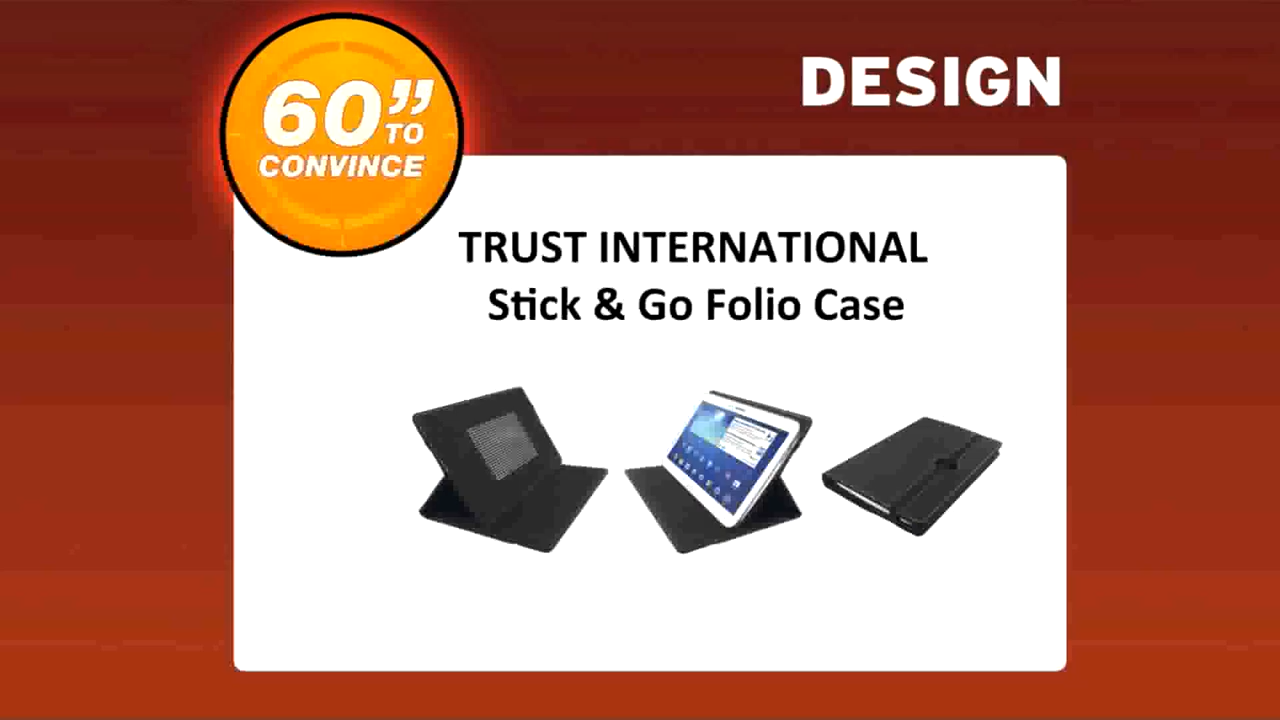 60”
TO
CONVINCE
DESIGN
TRUST INTERNATIONAL
Stick & Go Folio Case